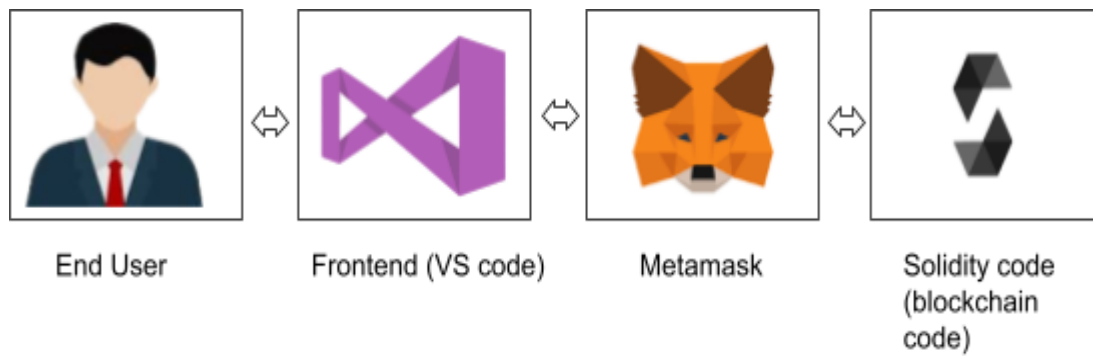 End User
Frontend (VS code)
Metamask
Solidity code
(blockchain
code)